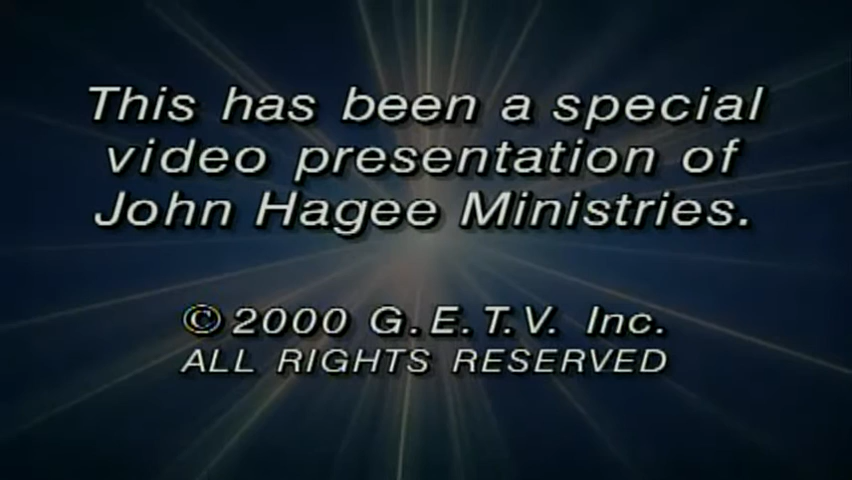 This has been a special
video presentation of
John Hagee Ministries.
© 2000 G.E.T.V. Inc.
ALL RIGHTS RESERVED